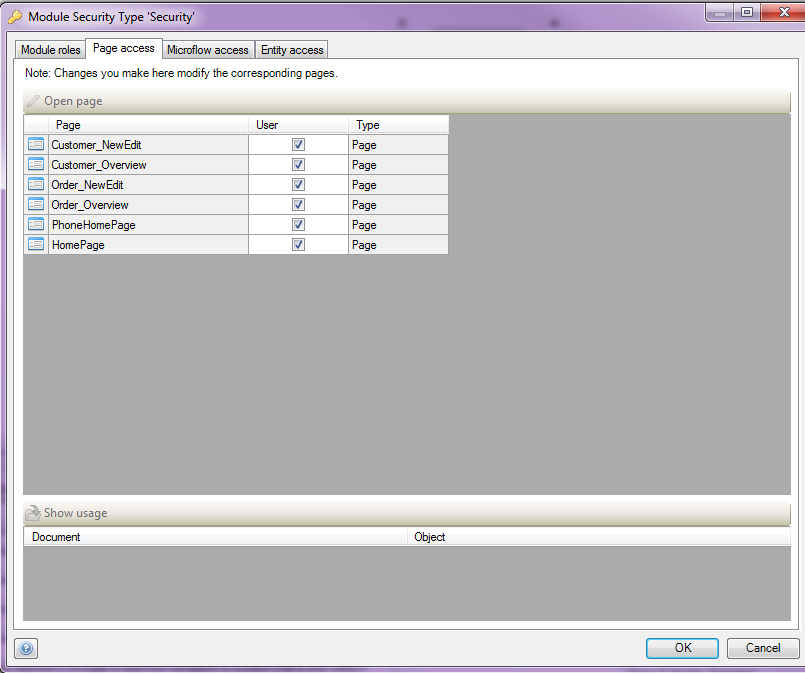 Module Security Type 'Security'
Module roles Page access Microflow access Entity access
Note: Changes you make here modify the corresponding pages.
Open page
Page User Type
Customer_NewEdit Page
Customer_Overview Page
Order_NewEdit Page
Order_Overview Page
PhoneHomePage Page
HomePage Page
Show usage
Document Object
OK Cancel